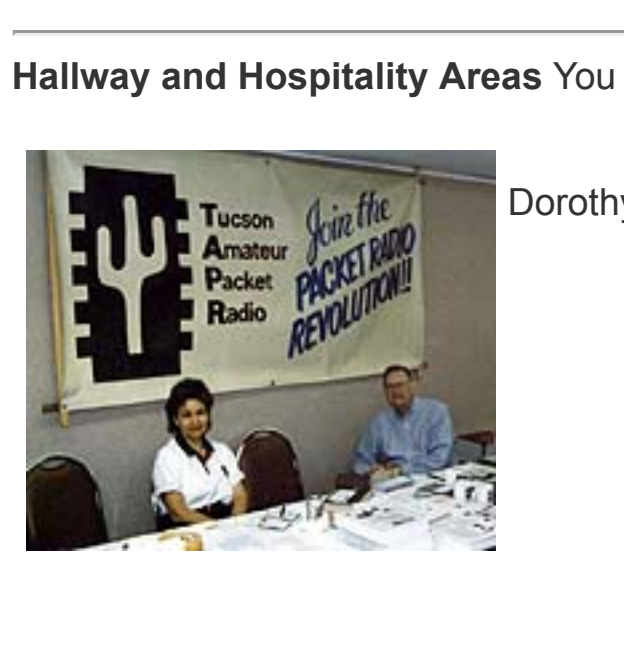 Hallway and Hospitality Areas You
Dorothy
Tucson
Amateur
Packet
Radio
Join the
PACKET RADIO
REVOLUTION!!!